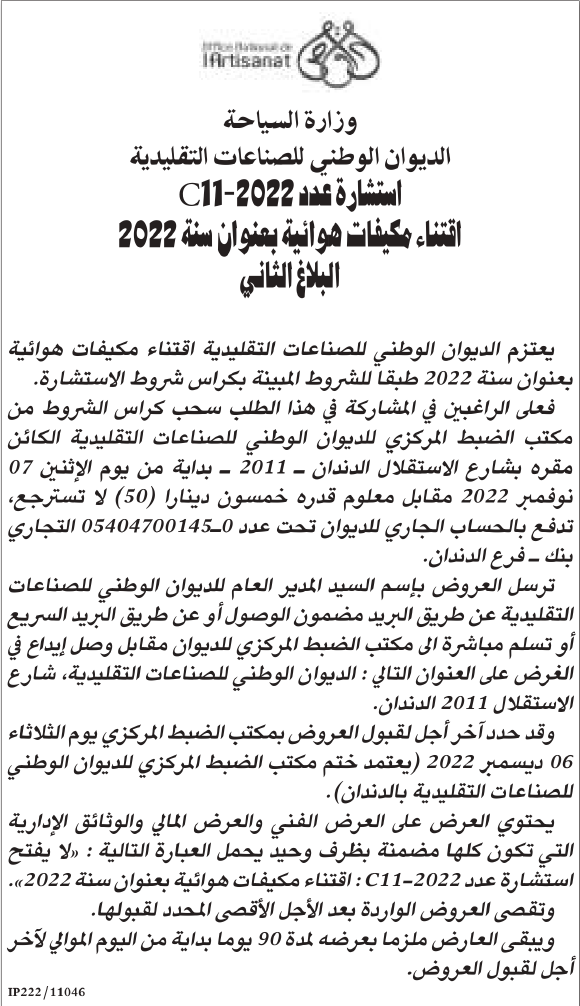 Office National de
l'Artisanat
وزارة السياحة
الديوان الوطني للصناعات التقليدية
استشارة عدد C11-2022
اقتناء مكيفات هوائية بعنوان سنة 2022
البلاغ الثاني
يعتزم الديوان الوطني للصناعات التقليدية اقتناء مكيفات هوائية
بعنوان سنة 2022 طبقا للشروط المبينة بكراس شروط الاستشارة.
فعلى الراغبين في المشاركة في هذا الطلب سحب كراس الشروط من
مكتب الضبط المركزي للديوان الوطني للصناعات التقليدية الكائن
مقره بشارع الاستقلال الدندان ـ 2011 ـ بداية من يوم الإثنين 07
نوفمبر 2022 مقابل معلوم قدره خمسون دينارا (50) لا تسترجع،
تدفع بالحساب الجاري للديوان تحت عدد 0ـ05404700145 التجاري
بنك ـ فرع الدندان.
ترسل العروض بإسم السيد المدير العام للديوان الوطني للصناعات
التقليدية عن طريق البريد مضمون الوصول أو عن طريق البريد السريع
أو تسلم مباشرة الى مكتب الضبط المركزي للديوان مقابل وصل إيداع في
الغرض على العنوان التالي : الديوان الوطني للصناعات التقليدية، شارع
الاستقلال 2011 الدندان.
وقد حدد آخر أجل لقبول العروض بمكتب الضبط المركزي يوم الثلاثاء
06 ديسمبر 2022 (يعتمد ختم مكتب الضبط المركزي للديوان الوطني
للصناعات التقليدية بالدندان).
يحتوي العرض على العرض الفني والعرض المالي والوثائق الإدارية
التي تكون كلها مضمنة بظرف وحيد يحمل العبارة التالية : «لا يفتح
استشارة عدد C11-2022 : اقتناء مكيفات هوائية بعنوان سنة 2022».
وتقصى العروض الواردة بعد الأجل الأقصى المحدد لقبولها.
ويبقى العارض ملزما بعرضه لمدة 90 يوما بداية من اليوم الموالي لآخر
أجل لقبول العروض.
IP222/11046